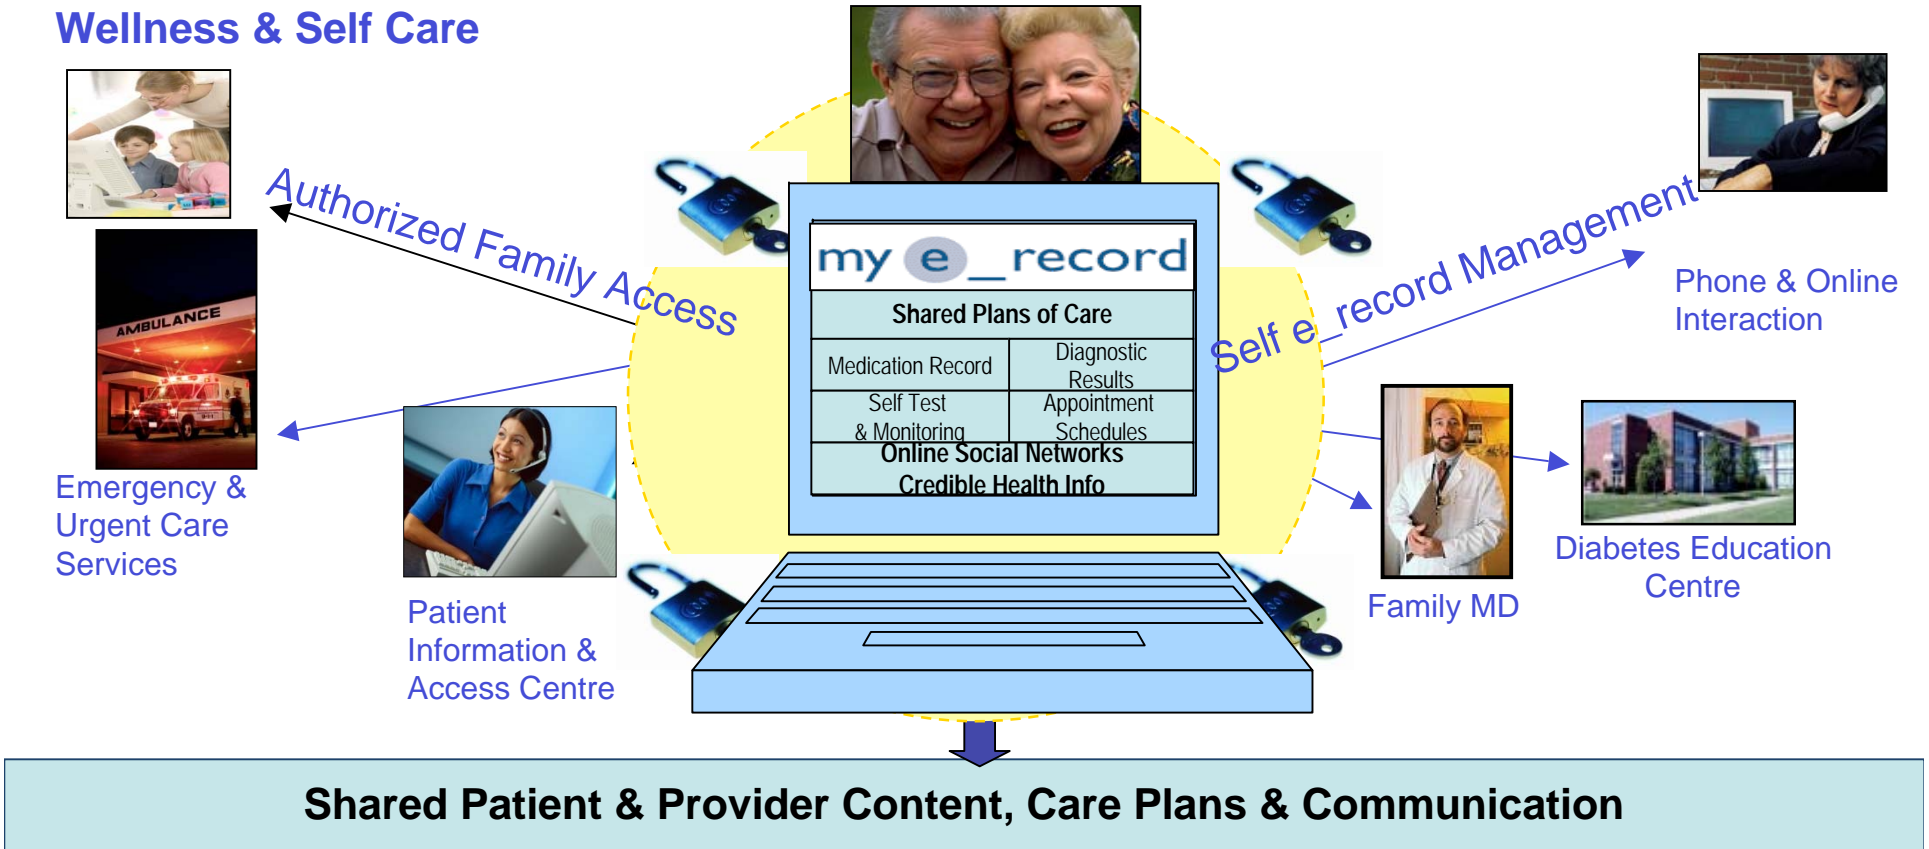 Wellness & Self Care
Authorized Family Access
AMBULANCE
Emergency &
Urgent Care
Services
Patient
Information &
Access Centre
my e_record
Shared Plans of Care
Medication Record
Diagnostic
Results
Self Test
& Monitoring
Appointment
Schedules
Online Social Networks
Credible Health Info
Self e_record Management
Phone & Online
Interaction
Family MD
Diabetes Education
Centre
Shared Patient & Provider Content, Care Plans & Communication